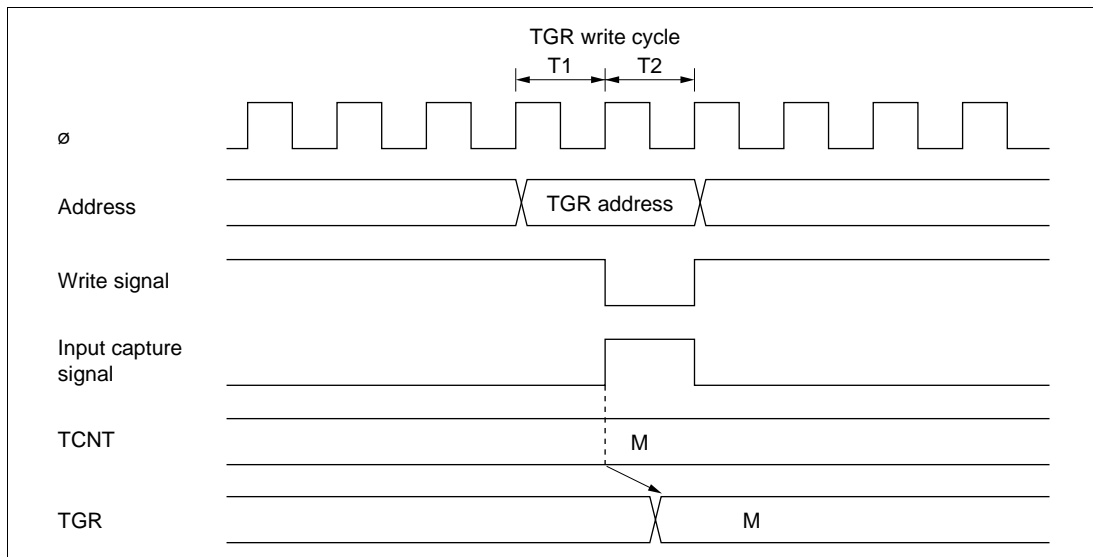 TGR write cycle
T1 T2
ø
Address TGR address
Write signal
Input capture
signal
TCNT M
TGR M